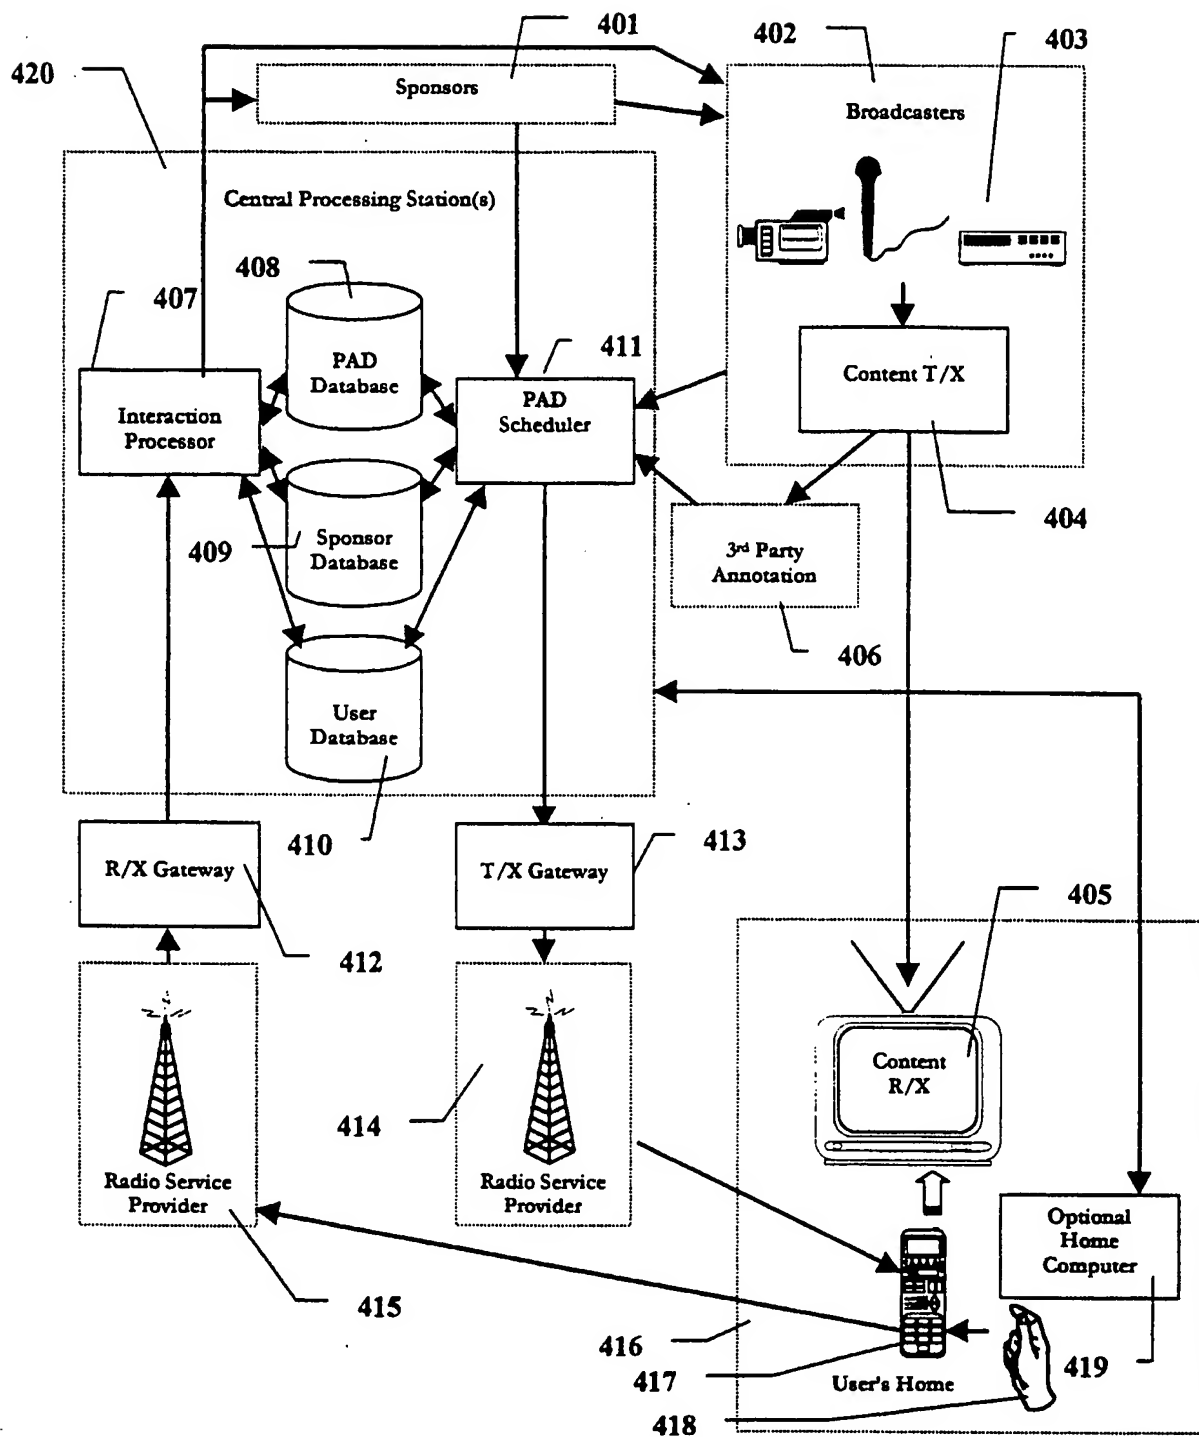 401
402
403
420
Sponsors
Broadcasters
Central Processing Station(s)
408
407
411
PAD
Database
PAD
Scheduler
Content T/X
Interaction
Processor
404
409
Sponsor
Database
3rd Party
Annotation
406
User
Database
410
413
R/X Gateway
T/X Gateway
405
412
Content
R/X
414
Radio Service
Provider
Radio Service
Provider
Optional
Home
Computer
415
416
417
User's Home
419
418